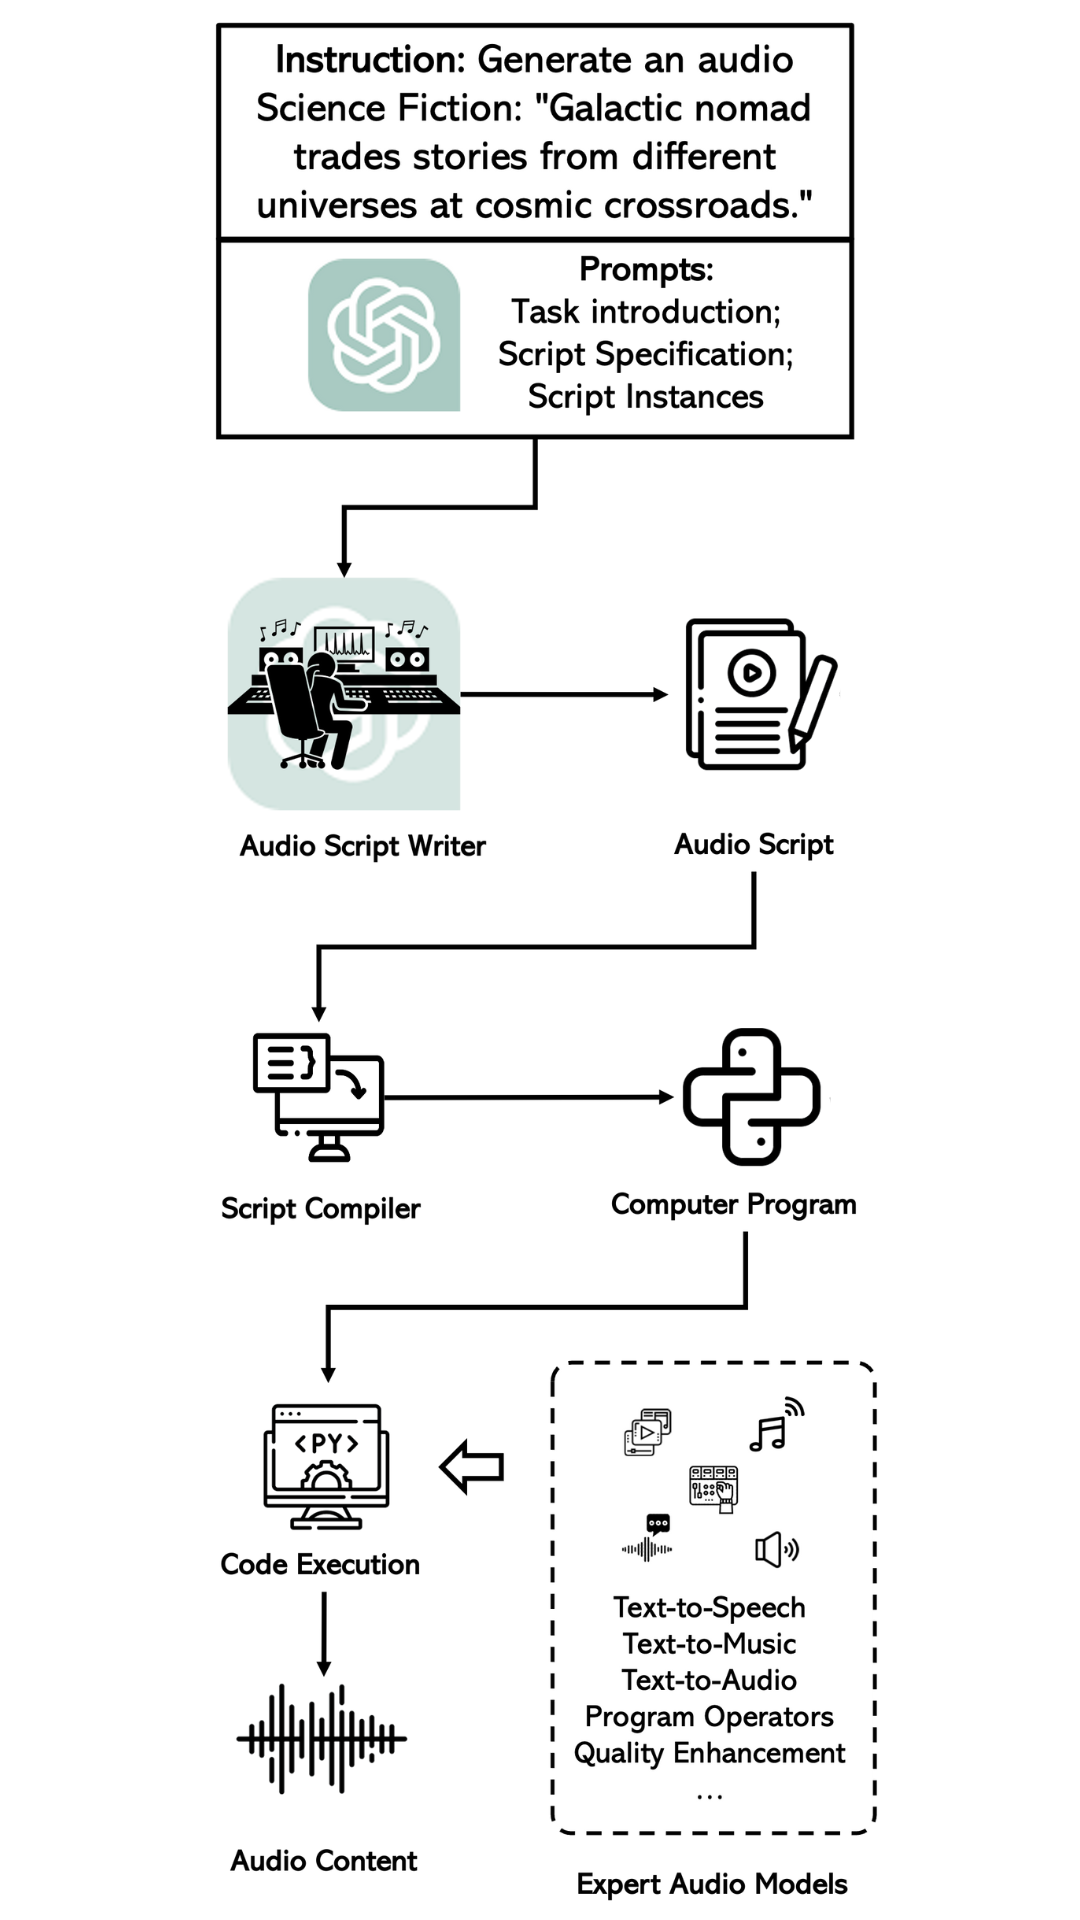 Instruction: Generate an audio
Science Fiction: "Galactic nomad
trades stories from different
universes at cosmic crossroads."
Prompts:
Task introduction;
Script Specification;
Script Instances
Audio Script Writer
Audio Script
Script Compiler
Computer Program
<PY>
Code Execution
Text-to-Speech
Text-to-Music
Text-to-Audio
Program Operators
Quality Enhancement
...
Audio Content
Expert Audio Models